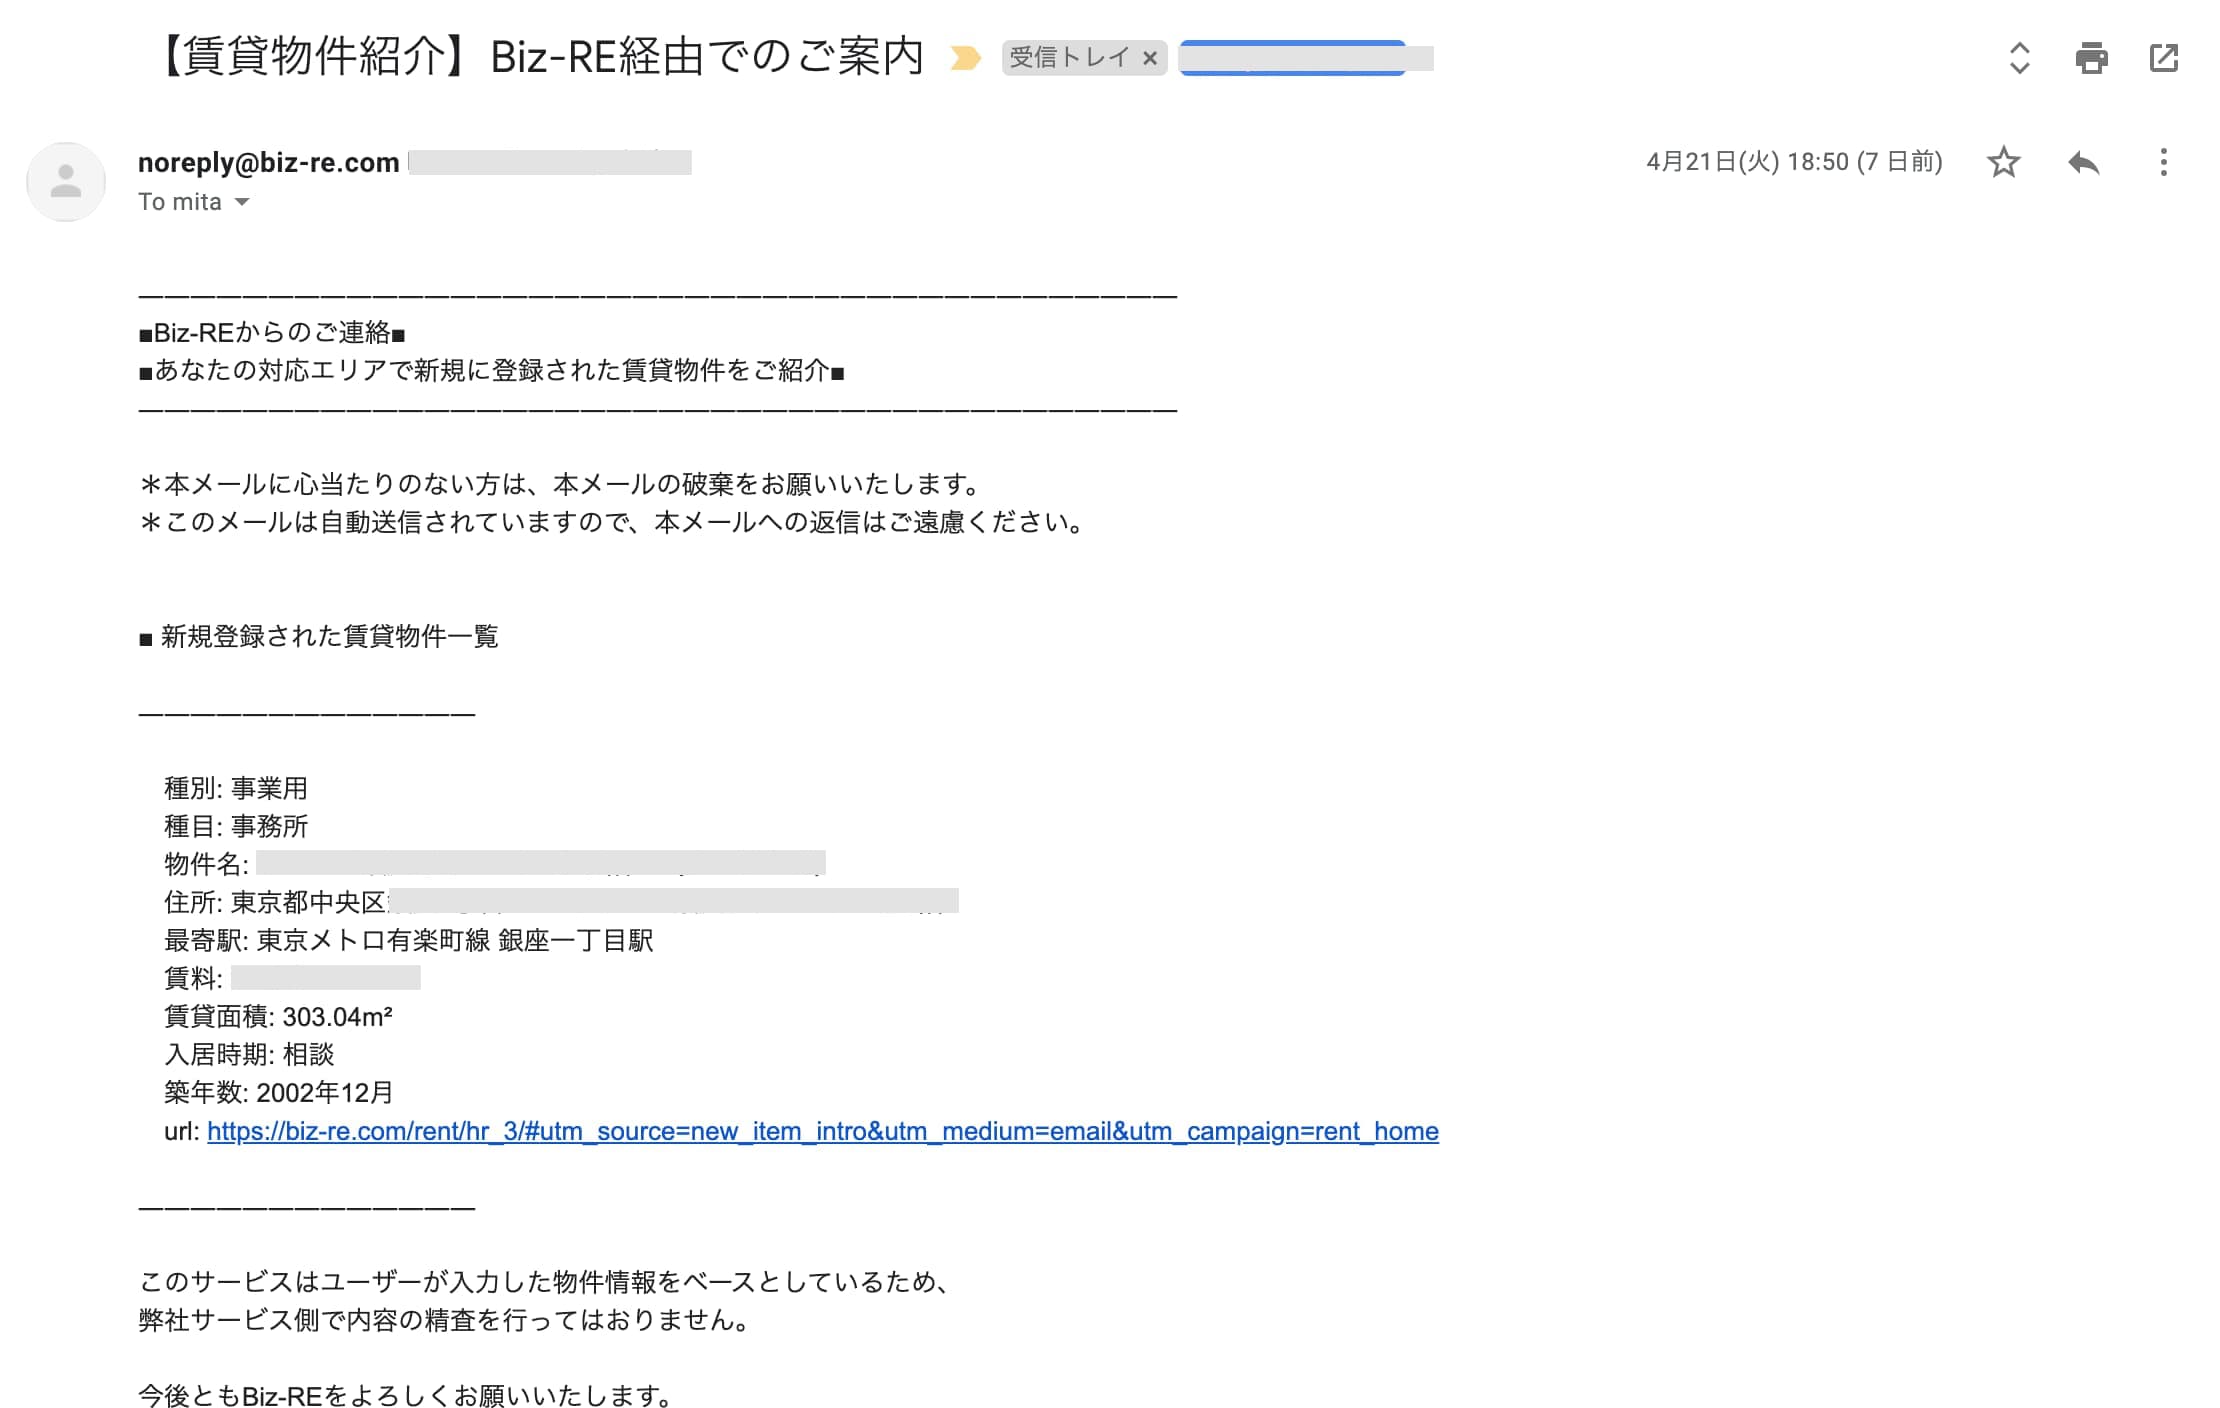 【賃貸物件紹介】Biz-RE経由でのご案内 受信トレイ ×
noreply@biz-re.com
4月21日(火) 18:50 (7 日前)
To mita
————————————————————————————————————————
■Biz-REからのご連絡■
■あなたの対応エリアで新規に登録された賃貸物件をご紹介■
————————————————————————————————————————
＊本メールに心当たりのない方は、本メールの破棄をお願いいたします。
＊このメールは自動送信されていますので、本メールへの返信はご遠慮ください。
■ 新規登録された賃貸物件一覧
—————————————
種別: 事業用
種目: 事務所
物件名:
住所: 東京都中央区
最寄駅: 東京メトロ有楽町線 銀座一丁目駅
賃料:
賃貸面積: 303.04m²
入居時期: 相談
築年数: 2002年12月
url: https://biz-re.com/rent/hr_3/#utm_source=new_item_intro&utm_medium=email&utm_campaign=rent_home
—————————————
このサービスはユーザーが入力した物件情報をベースとしているため、
弊社サービス側で内容の精査を行ってはおりません。
今後ともBiz-REをよろしくお願いいたします。